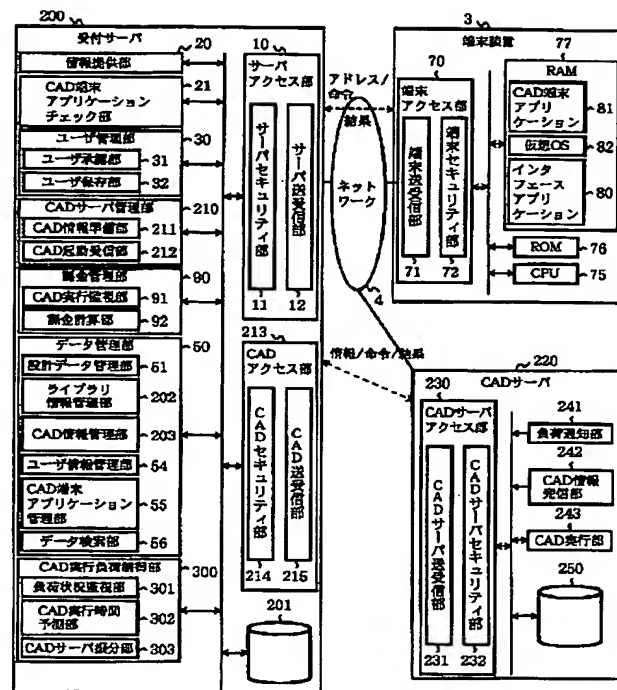 200
受付サーバ
20
情報提供部
21
CAD端末
アプリケーション
チェック部
30
ユーザ管理部
ユーザ承認部
31
ユーザ保存部
32
CADサーバ管理部
210
CAD情報準備部
211
CAD起動受信部
212
課金管理部
90
CAD実行監視部
91
課金計算部
92
データ管理部
50
設計データ管理部
51
ライブラリ
情報管理部
202
CAD情報管理部
203
ユーザ情報管理部
54
CAD端末
アプリケーション
管理部
55
データ検索部
56
CAD実行負荷制御部
300
負荷状況監視部
301
CAD実行時間
予測部
302
CADサーバ振分部
303
10
サーバ
アクセス部
サーバセキュリティ部
サーバ送受信部
11
12
213
CAD
アクセス部
CADセキュリティ部
CAD送受信部
214
215
201
アドレス/
命令
結果
ネット
ワーク
4
情報/命令/結果
3
端末装置
70
端末
アクセス部
端末送受信部
端末セキュリティ部
71
72
77
RAM
CAD端末
アプリ
ケーション
81
仮想OS
82
インタ
フェース
アプリ
ケーション
80
ROM
76
CPU
75
220
CADサーバ
230
CADサーバ
アクセス部
CADサーバ送受信部
CADサーバセキュリティ部
231
232
241
負荷通知部
242
CAD情報
発信部
243
CAD実行部
250